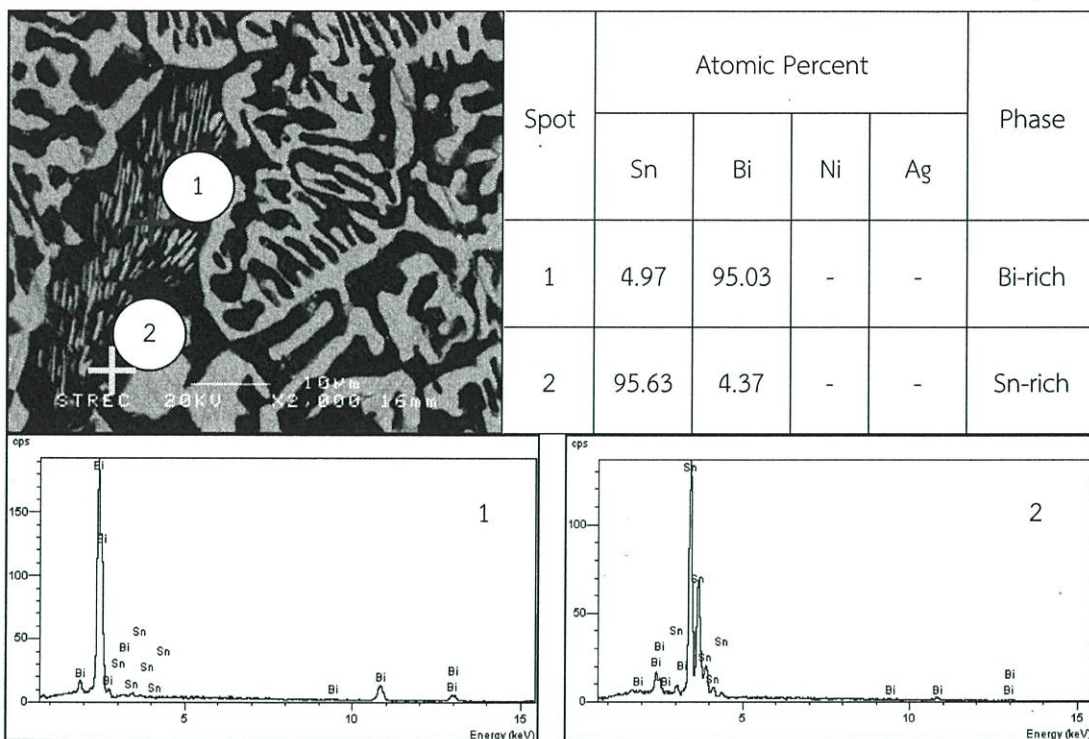 1
2
10μm
STREC 20kV X2,000 16mm
Spot Atomic Percent Phase
Sn Bi Ni Ag
1 4.97 95.03 - - Bi-rich
2 95.63 4.37 - - Sn-rich
cps
150
100
50
0
Bi
Bi
Sn
Bi
Sn
Sn
Sn
Bi
Bi
Sn
Sn
Bi
Bi
Bi
Bi
5 10 15
Energy (keV)
1
cps
100
50
0
Sn
Sn
Sn
Sn
Bi
Bi
Bi
Sn
Bi
Bi
Sn
Bi
Bi
Bi
Bi
5 10 15
Energy (keV)
2